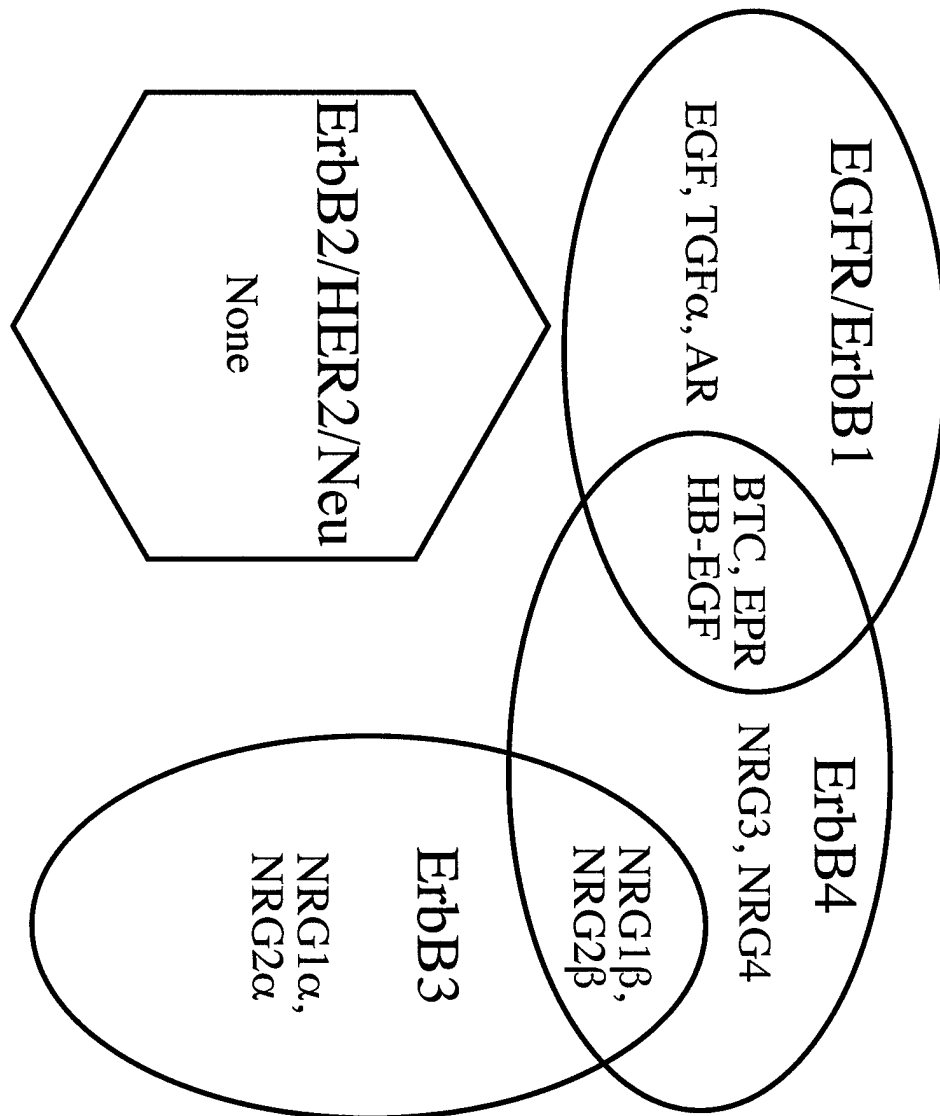 EGFR/ErbB1
EGF, TGFα, AR
BTC, EPR
HB-EGF
ErbB4
NRG3, NRG4
NRG1β,
NRG2β
ErbB3
NRG1α,
NRG2α
ErbB2/HER2/Neu
None